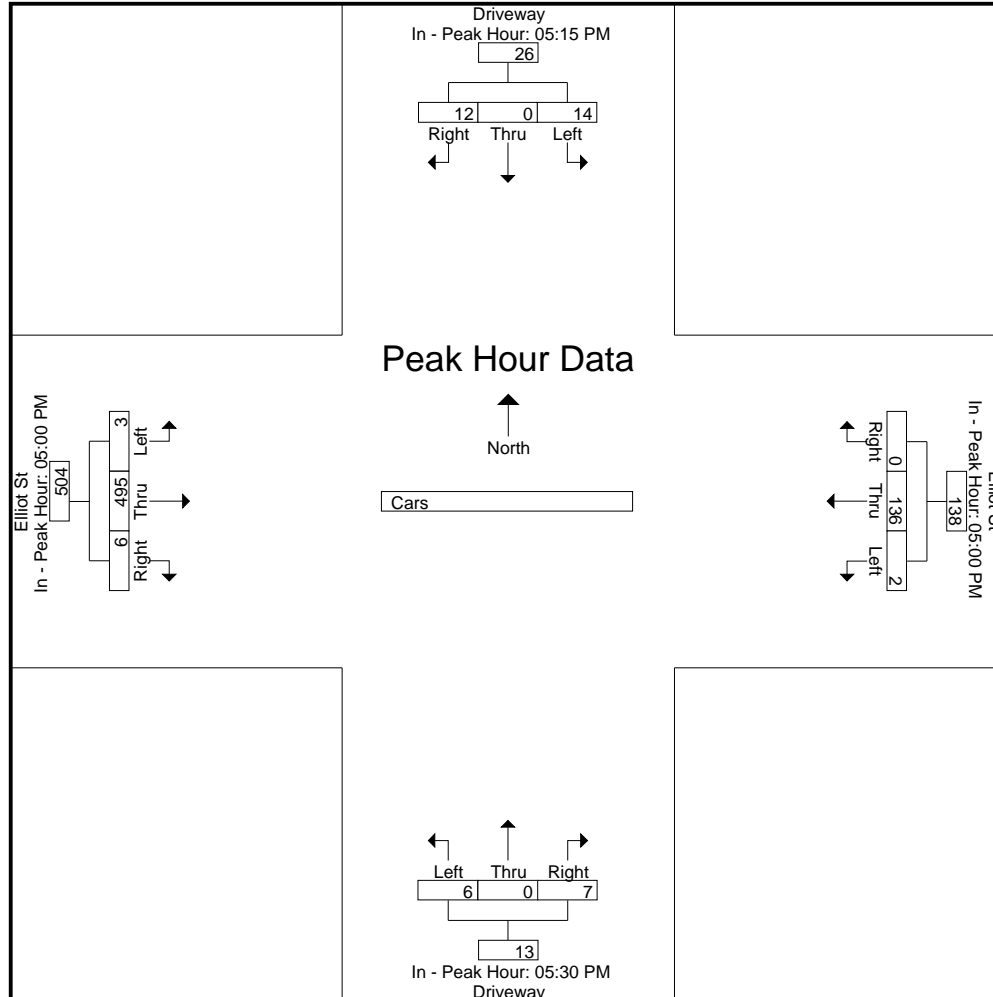 Driveway
In - Peak Hour: 05:15 PM
26
12 0 14
Right Thru Left
Peak Hour Data
North
Cars
Elliot St
In - Peak Hour: 05:00 PM
504
3 495 6
Left Thru Right
Elliot St
In - Peak Hour: 05:00 PM
138
0 136 2
Right Thru Left
Left Thru Right
6 0 7
13
In - Peak Hour: 05:30 PM
Driveway